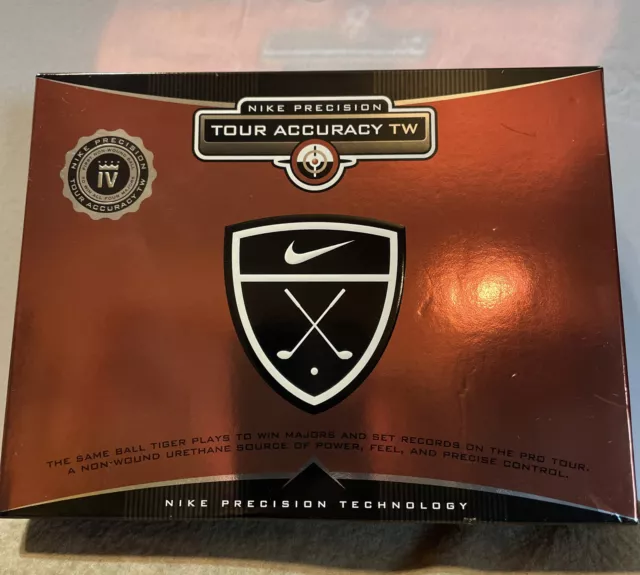 NIKE PRECISION
TOUR ACCURACY TW
NIKE PRECISION
IV
TOUR ACCURACY TW
THE SAME BALL TIGER PLAYS TO WIN MAJORS AND SET RECORDS ON THE PRO TOUR.
A NON-WOUND URETHANE SOURCE OF POWER, FEEL, AND PRECISE CONTROL.
NIKE PRECISION TECHNOLOGY